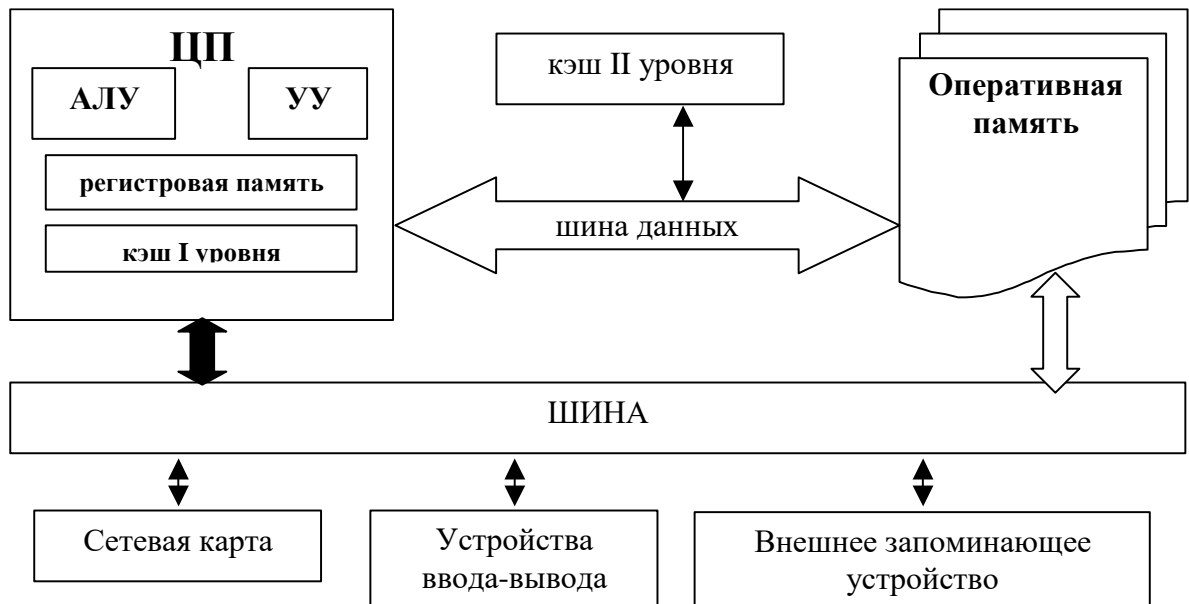 ЦП
АЛУ
УУ
регистровая память
кэш I уровня
кэш II уровня
шина данных
Оперативная
память
ШИНА
Сетевая карта
Устройства
ввода-вывода
Внешнее запоминающее
устройство